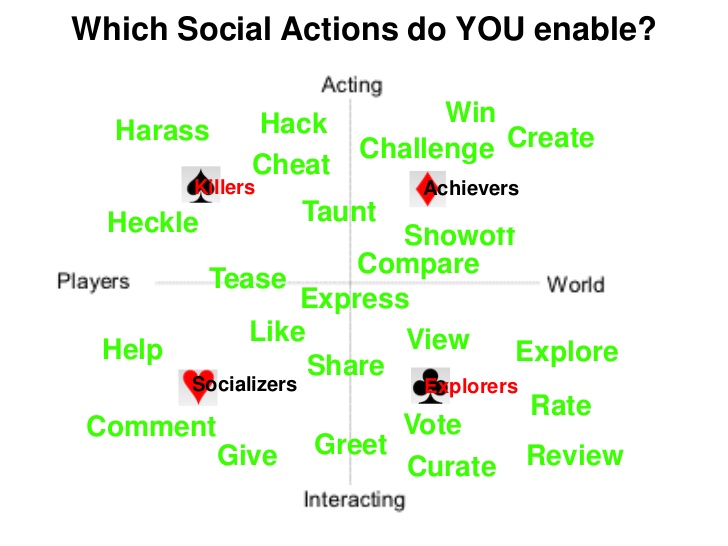 Which Social Actions do YOU enable?
Acting
Win
Hack
Harass
Create
Challenge
Cheat
Killers
Achievers
Taunt
Heckle
Showoff
Compare
Tease
Players
World
Express
Like
View
Help
Explore
Share
Socializers
Explorers
Rate
Vote
Comment
Greet
Give
Review
Curate
Interacting